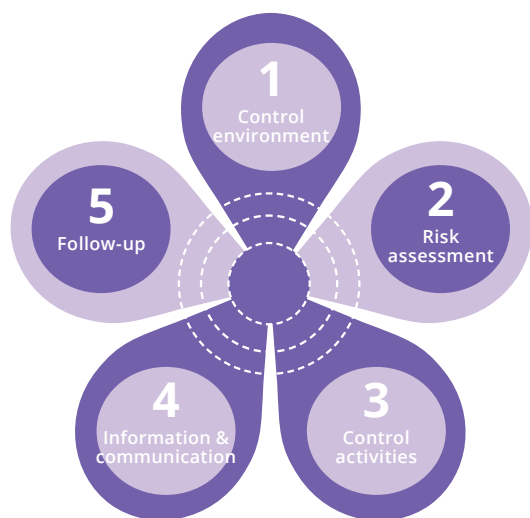 1
Control
environment
2
Risk
assessment
3
Control
activities
4
Information &
communication
5
Follow-up